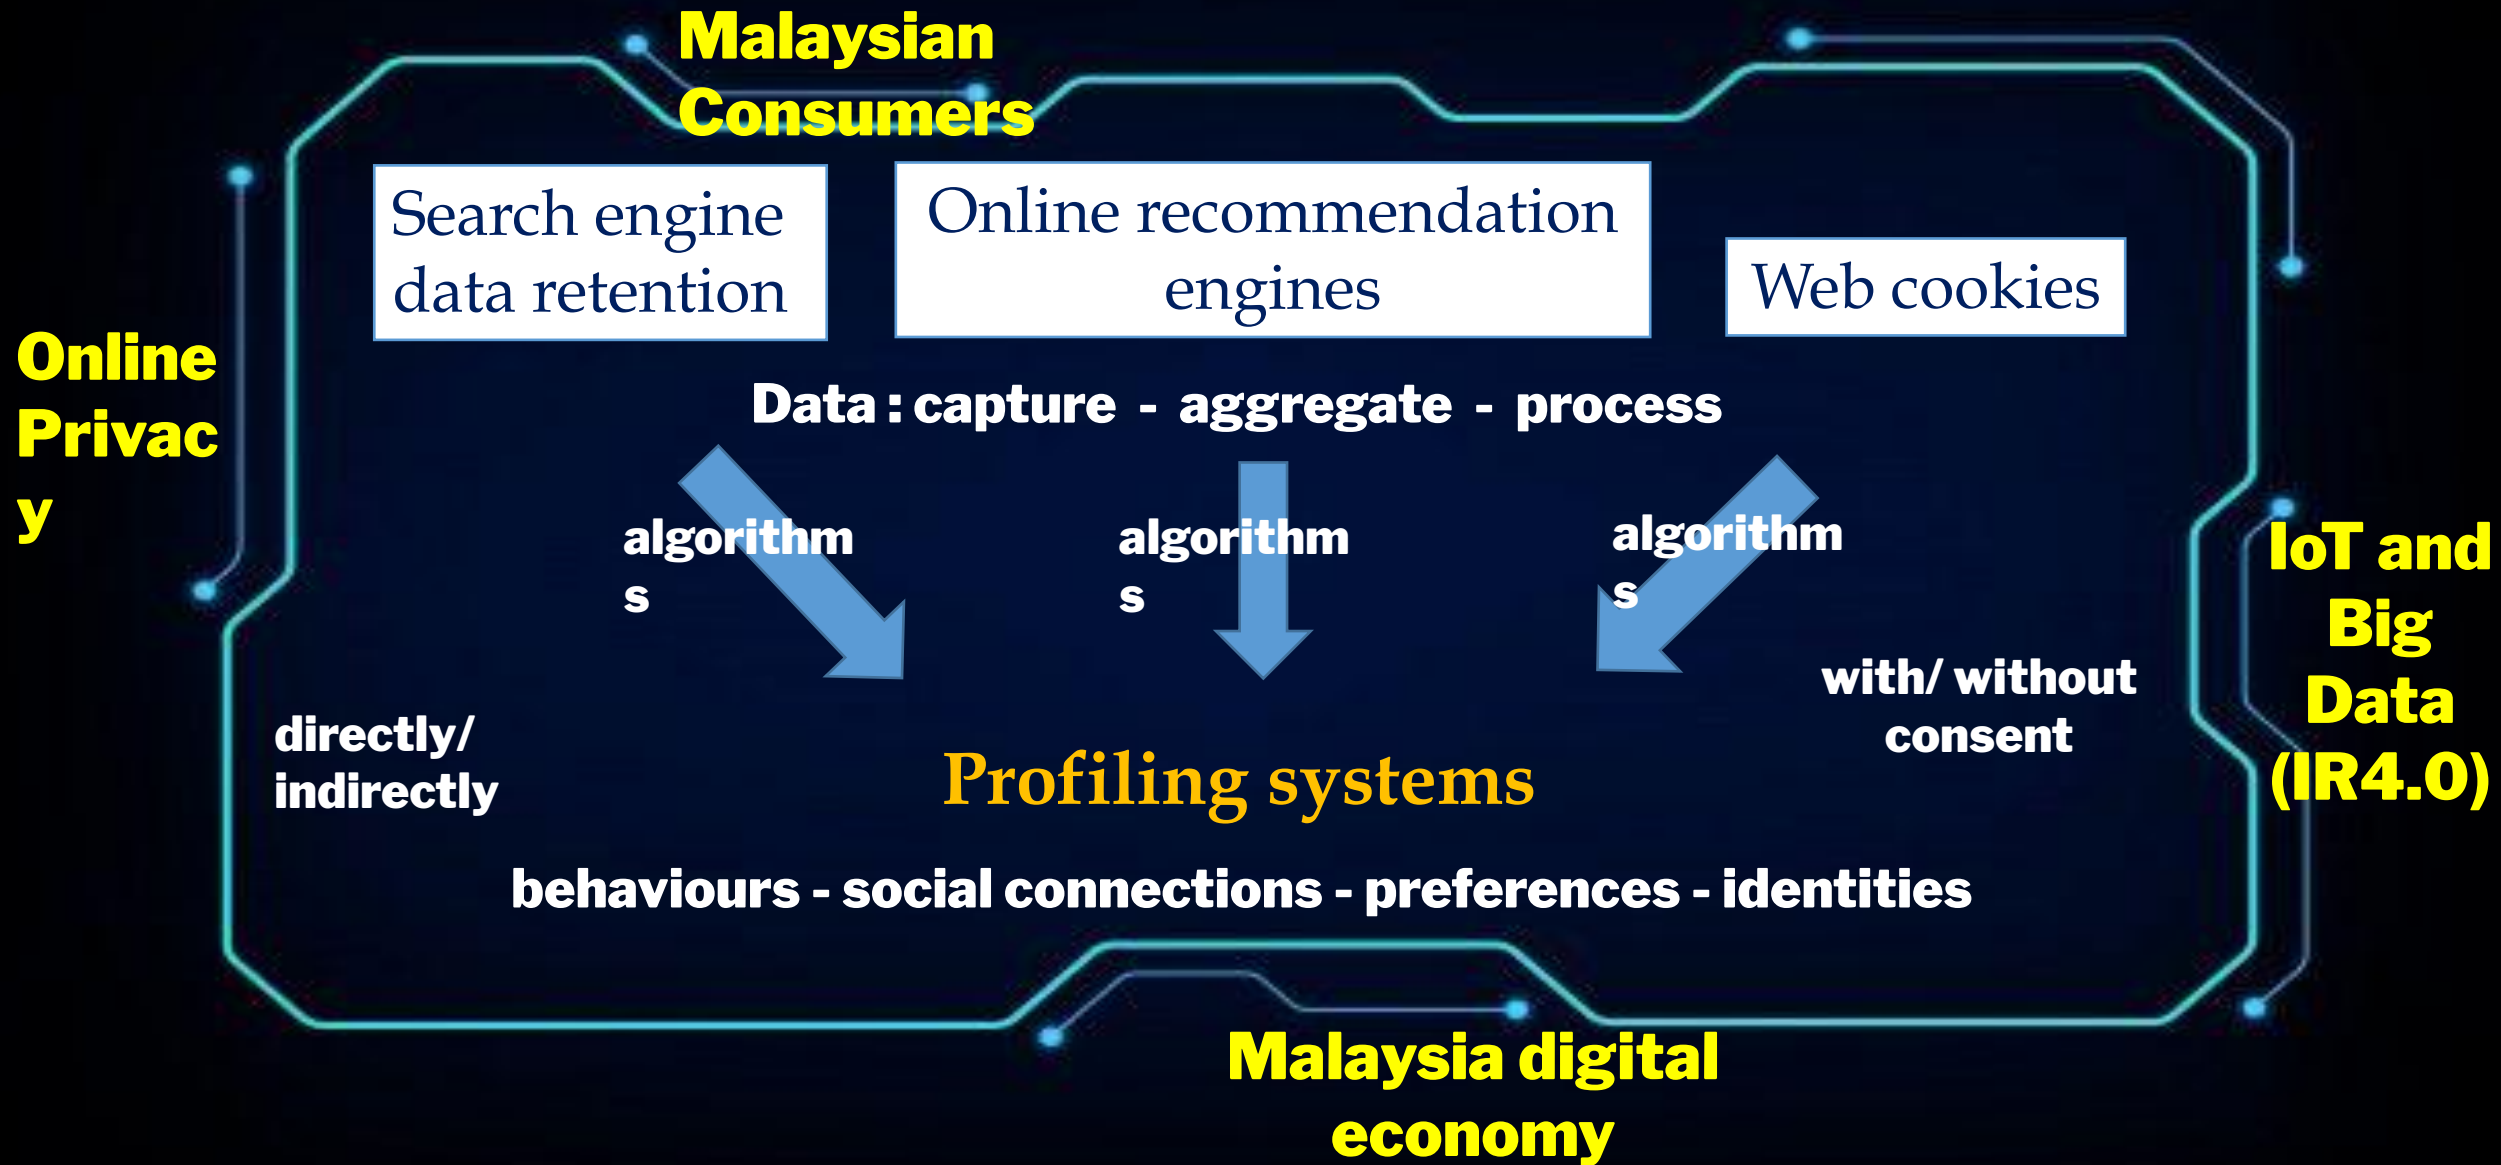 Malaysian
Consumers
Search engine
data retention
Online recommendation
engines
Web cookies
Online
Privac
y
Data : capture - aggregate - process
algorithm
s
algorithm
s
algorithm
s
IoT and
Big
Data
(IR4.0)
with/ without
consent
directly/
indirectly
Profiling systems
behaviours - social connections - preferences - identities
Malaysia digital
economy